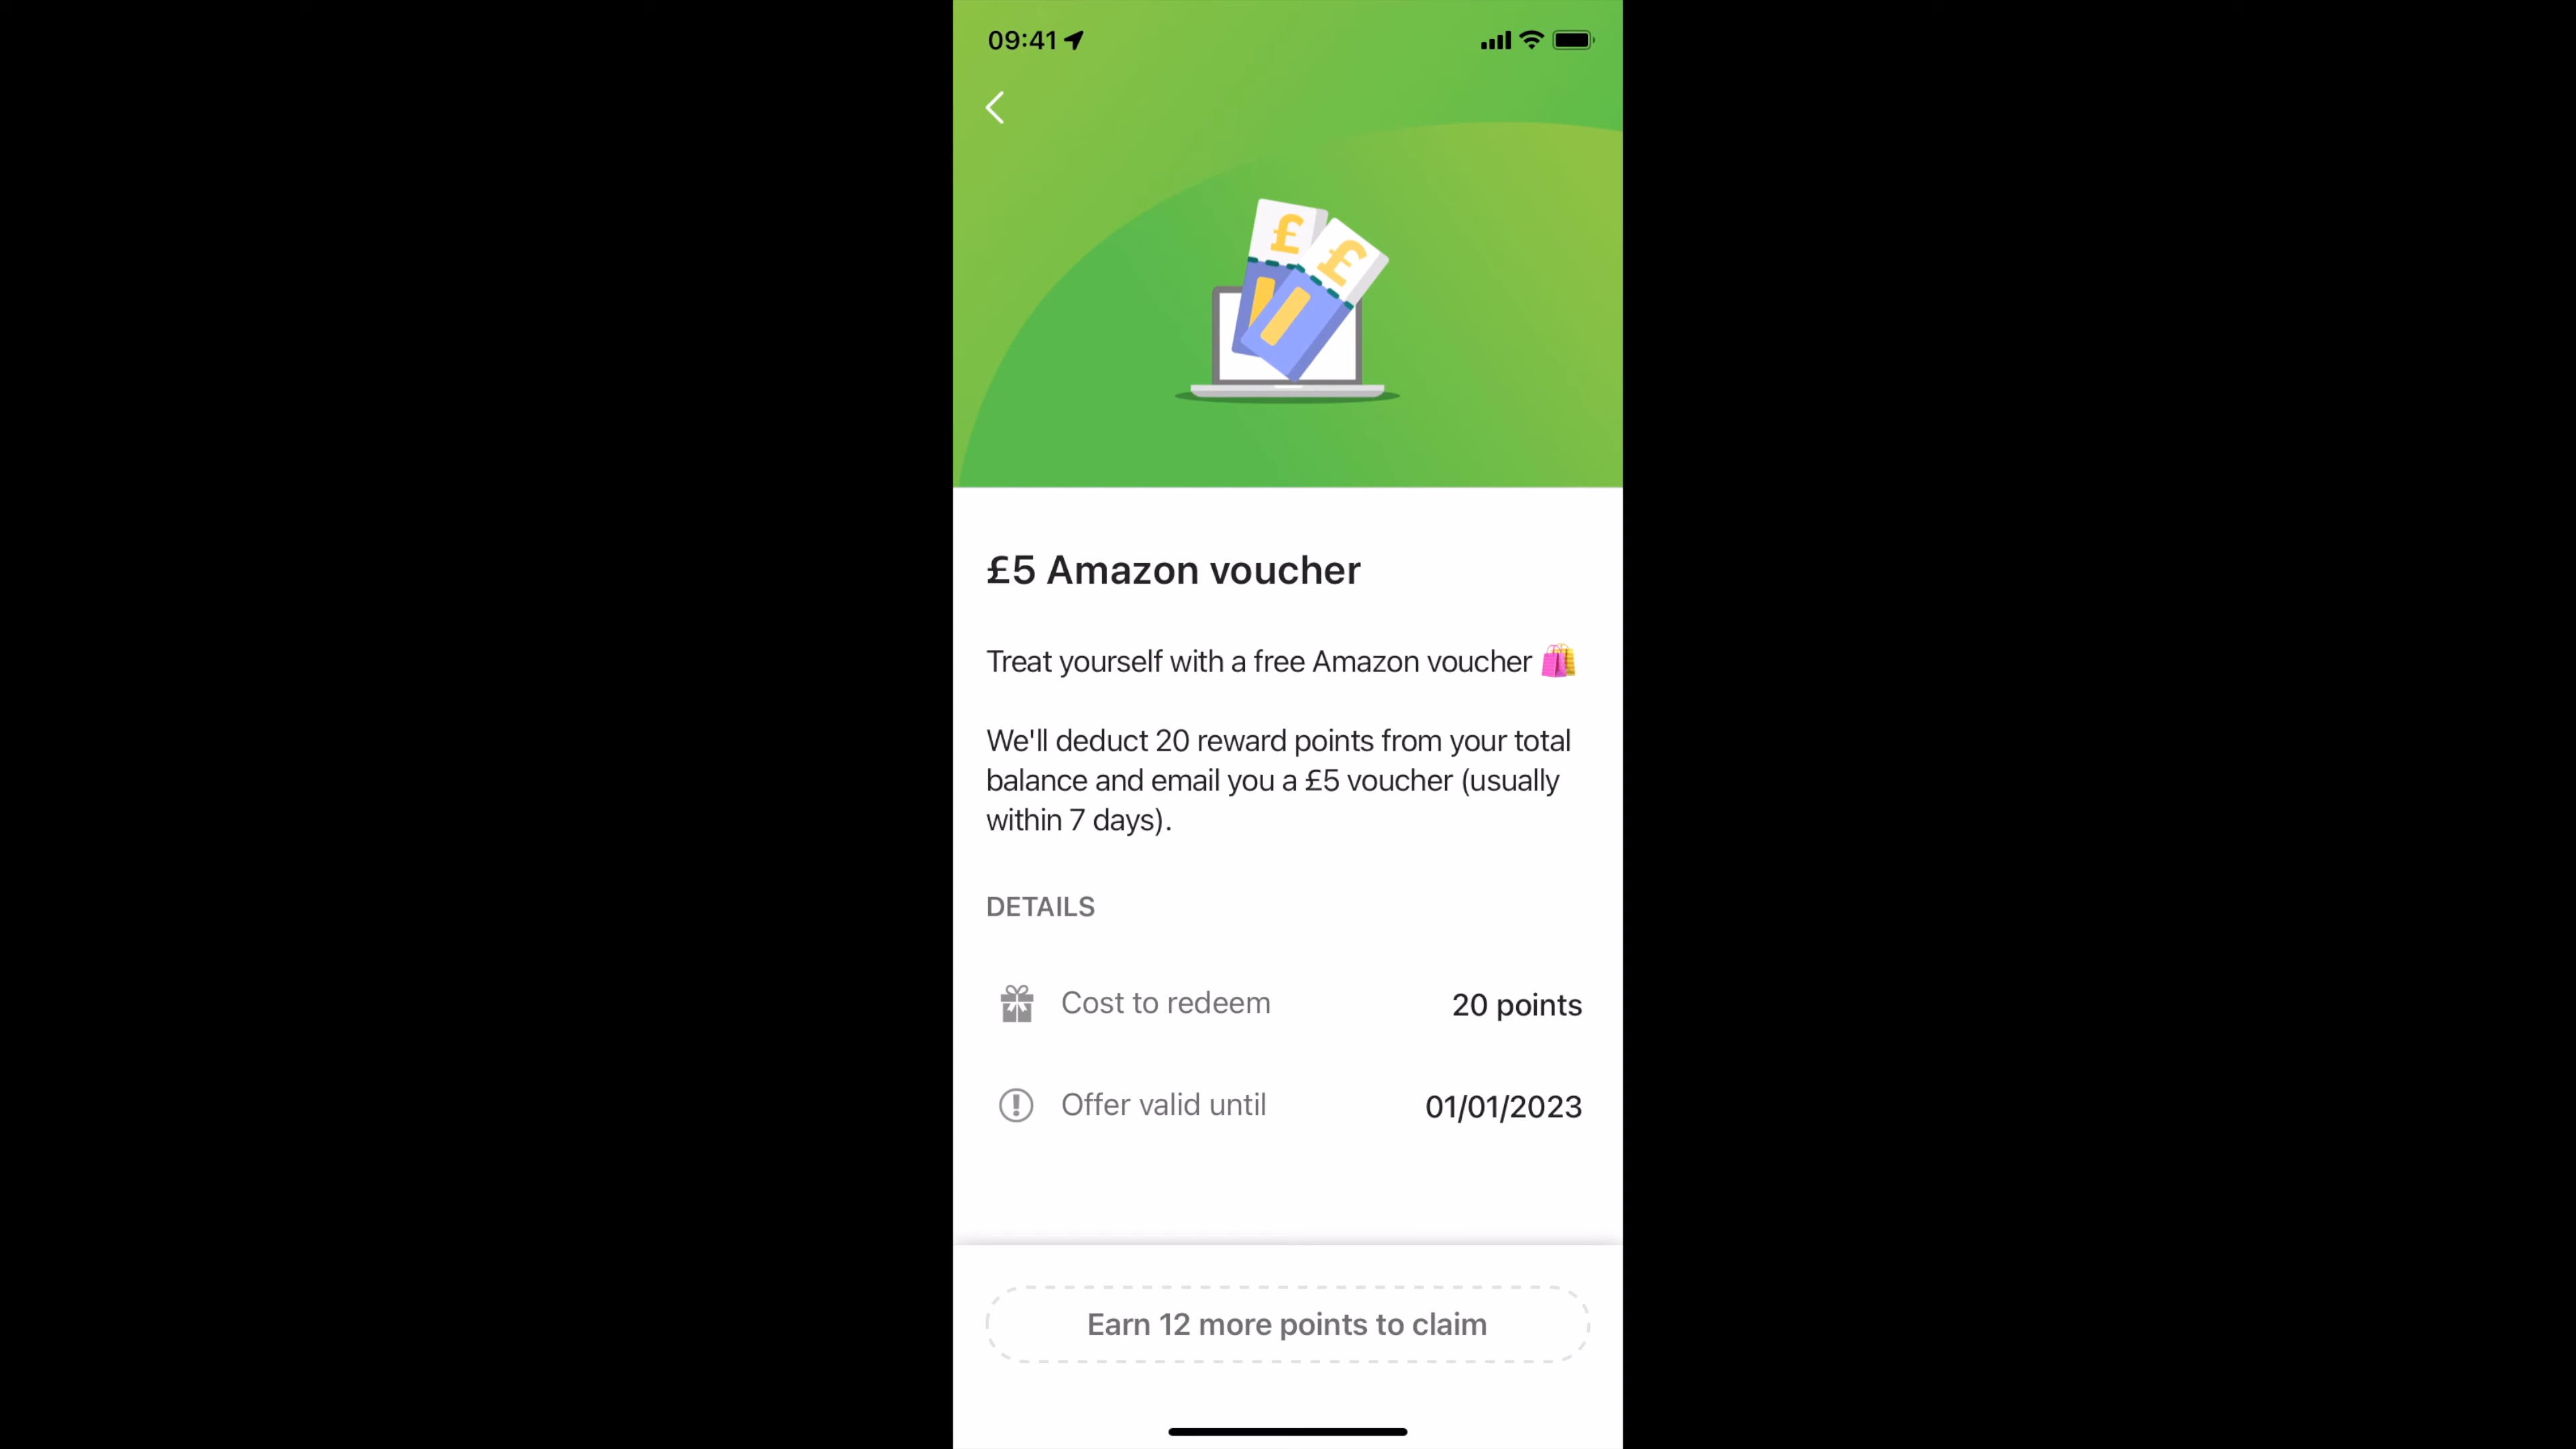 09:41
£ £
£5 Amazon voucher
Treat yourself with a free Amazon voucher 🛍️
We'll deduct 20 reward points from your total
balance and email you a £5 voucher (usually
within 7 days).
DETAILS
Cost to redeem 20 points
Offer valid until 01/01/2023
Earn 12 more points to claim